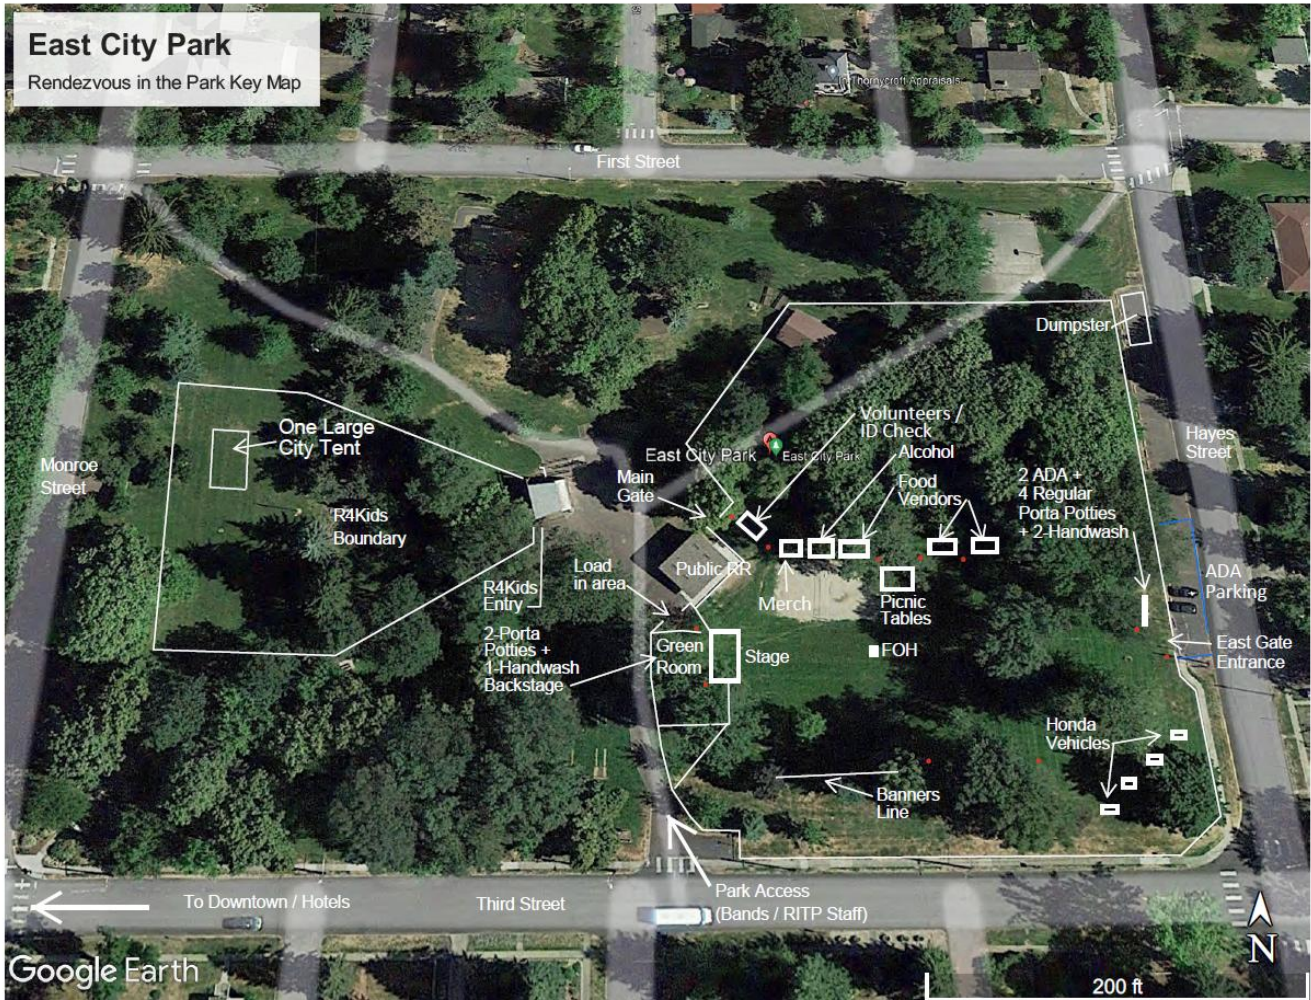 East City Park
Rendezvous in the Park Key Map
Thornycroft Appraisals
First Street
Dumpster
Volunteers /
ID Check
One Large
City Tent
Hayes
Street
East City Park
East City Park
Alcohol
Monroe
Street
Main
Gate
Food
Vendors
2 ADA +
4 Regular
Porta Potties
+ 2-Handwash
R4Kids
Boundary
Load
in area
Public RR
ADA
Parking
R4Kids
Entry
Merch
Picnic
Tables
2-Porta
Potties +
1-Handwash
Backstage
Green
Room
Stage
FOH
East Gate
Entrance
Honda
Vehicles
Banners
Line
To Downtown / Hotels
Third Street
Park Access
(Bands / RITP Staff)
N
Google Earth
200 ft